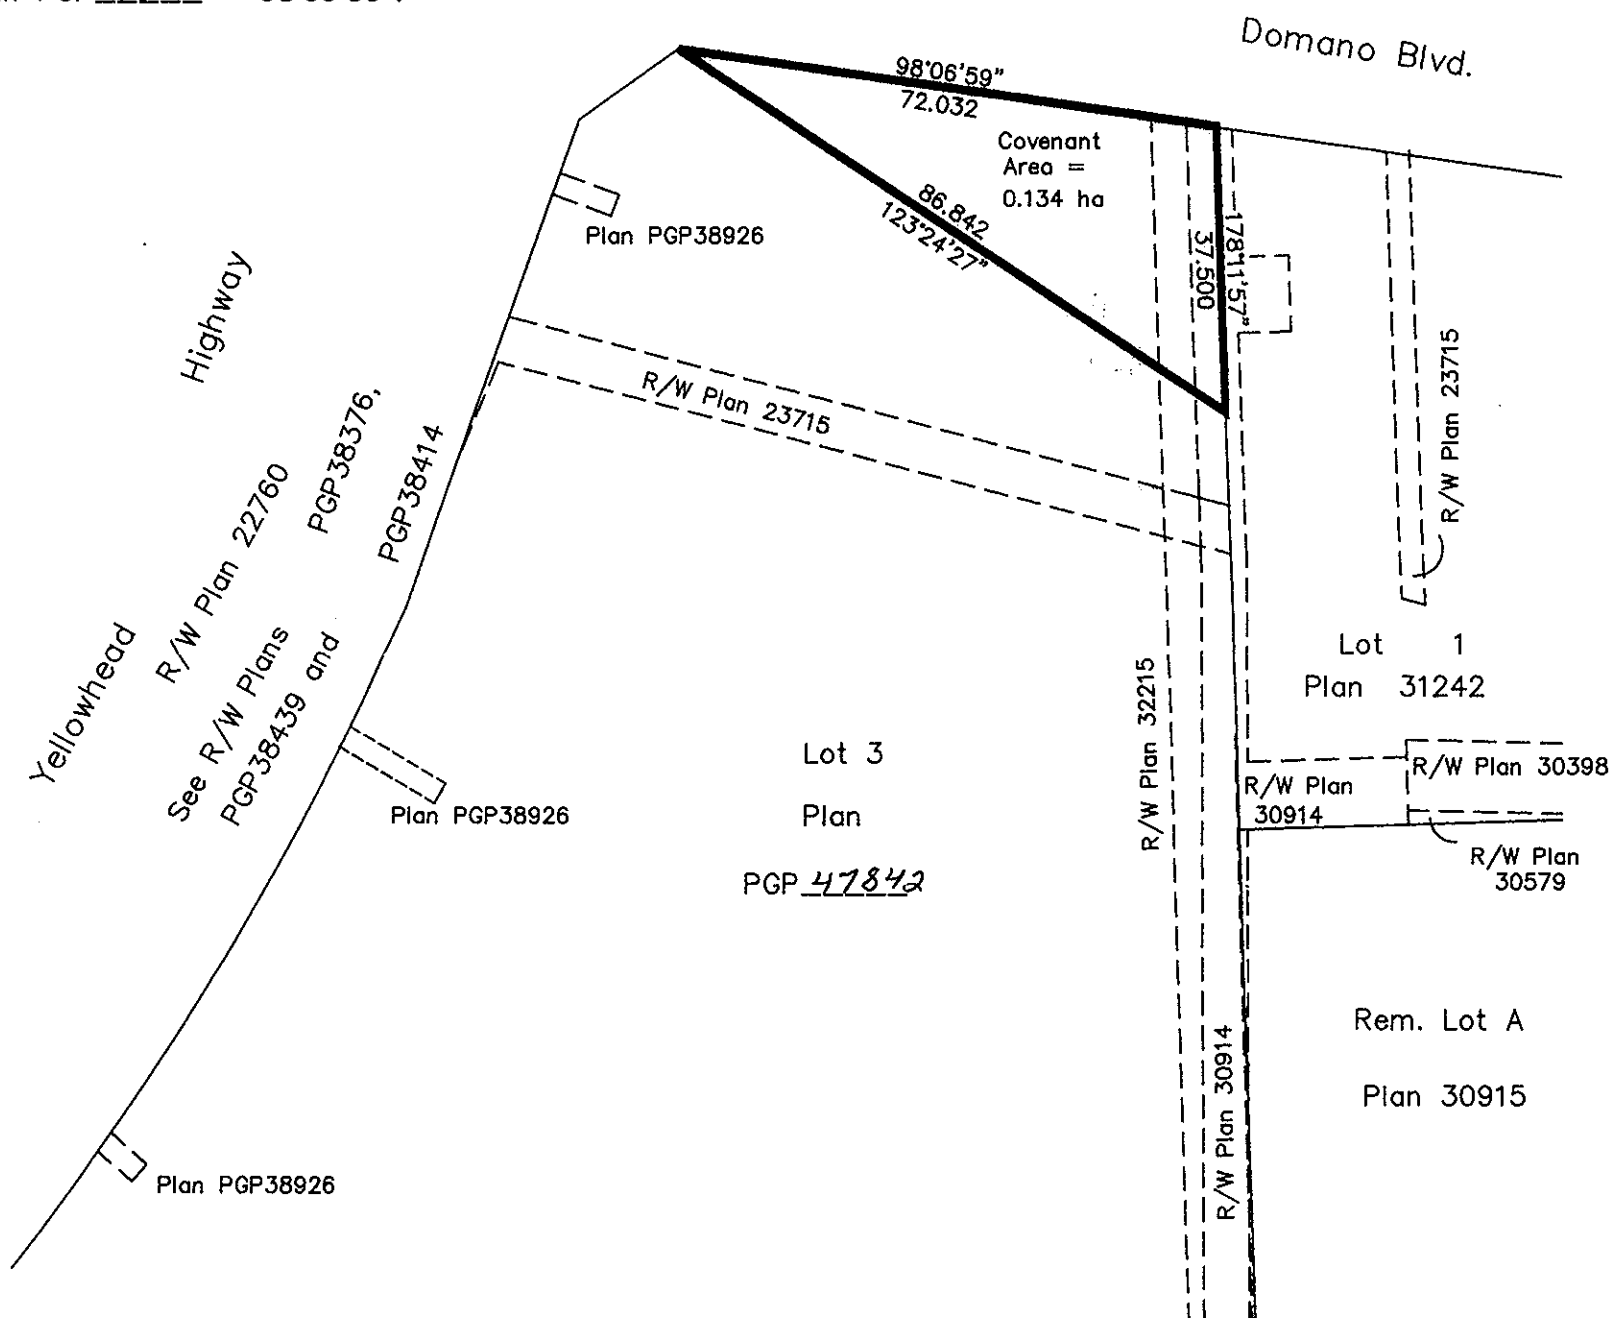 Domano Blvd.
98°06'59"
72.032
Covenant
Area =
0.134 ha
86.842
123°24'27"
178°11'57"
37.500
Plan PGP38926
Highway
R/W Plan 23715
R/W Plan 23715
PGP38376,
PGP38414
R/W Plan 22760
Yellowhead
See R/W Plans
PGP38439 and
Lot 1
Plan 31242
R/W Plan 32215
Lot 3
Plan
PGP 47842
R/W Plan 30398
R/W Plan
30914
R/W Plan
30579
Plan PGP38926
Rem. Lot A
Plan 30915
R/W Plan 30914
Plan PGP38926